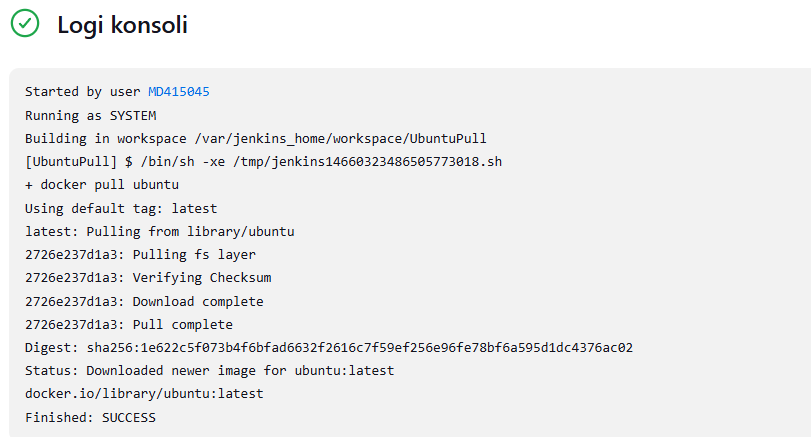 Logi konsoli
Started by user MD415045
Running as SYSTEM
Building in workspace /var/jenkins_home/workspace/UbuntuPull
[UbuntuPull] $ /bin/sh -xe /tmp/jenkins14660323486505773018.sh
+ docker pull ubuntu
Using default tag: latest
latest: Pulling from library/ubuntu
2726e237d1a3: Pulling fs layer
2726e237d1a3: Verifying Checksum
2726e237d1a3: Download complete
2726e237d1a3: Pull complete
Digest: sha256:1e622c5f073b4f6bfad6632f2616c7f59ef256e96fe78bf6a595d1dc4376ac02
Status: Downloaded newer image for ubuntu:latest
docker.io/library/ubuntu:latest
Finished: SUCCESS